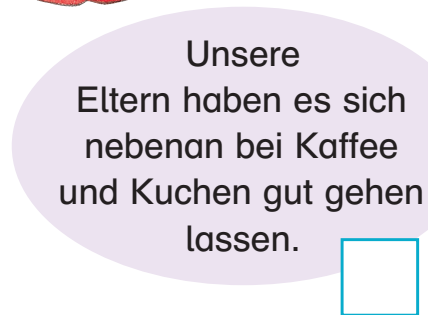 Unsere
Eltern haben es sich
nebenan bei Kaffee
und Kuchen gut gehen
lassen.